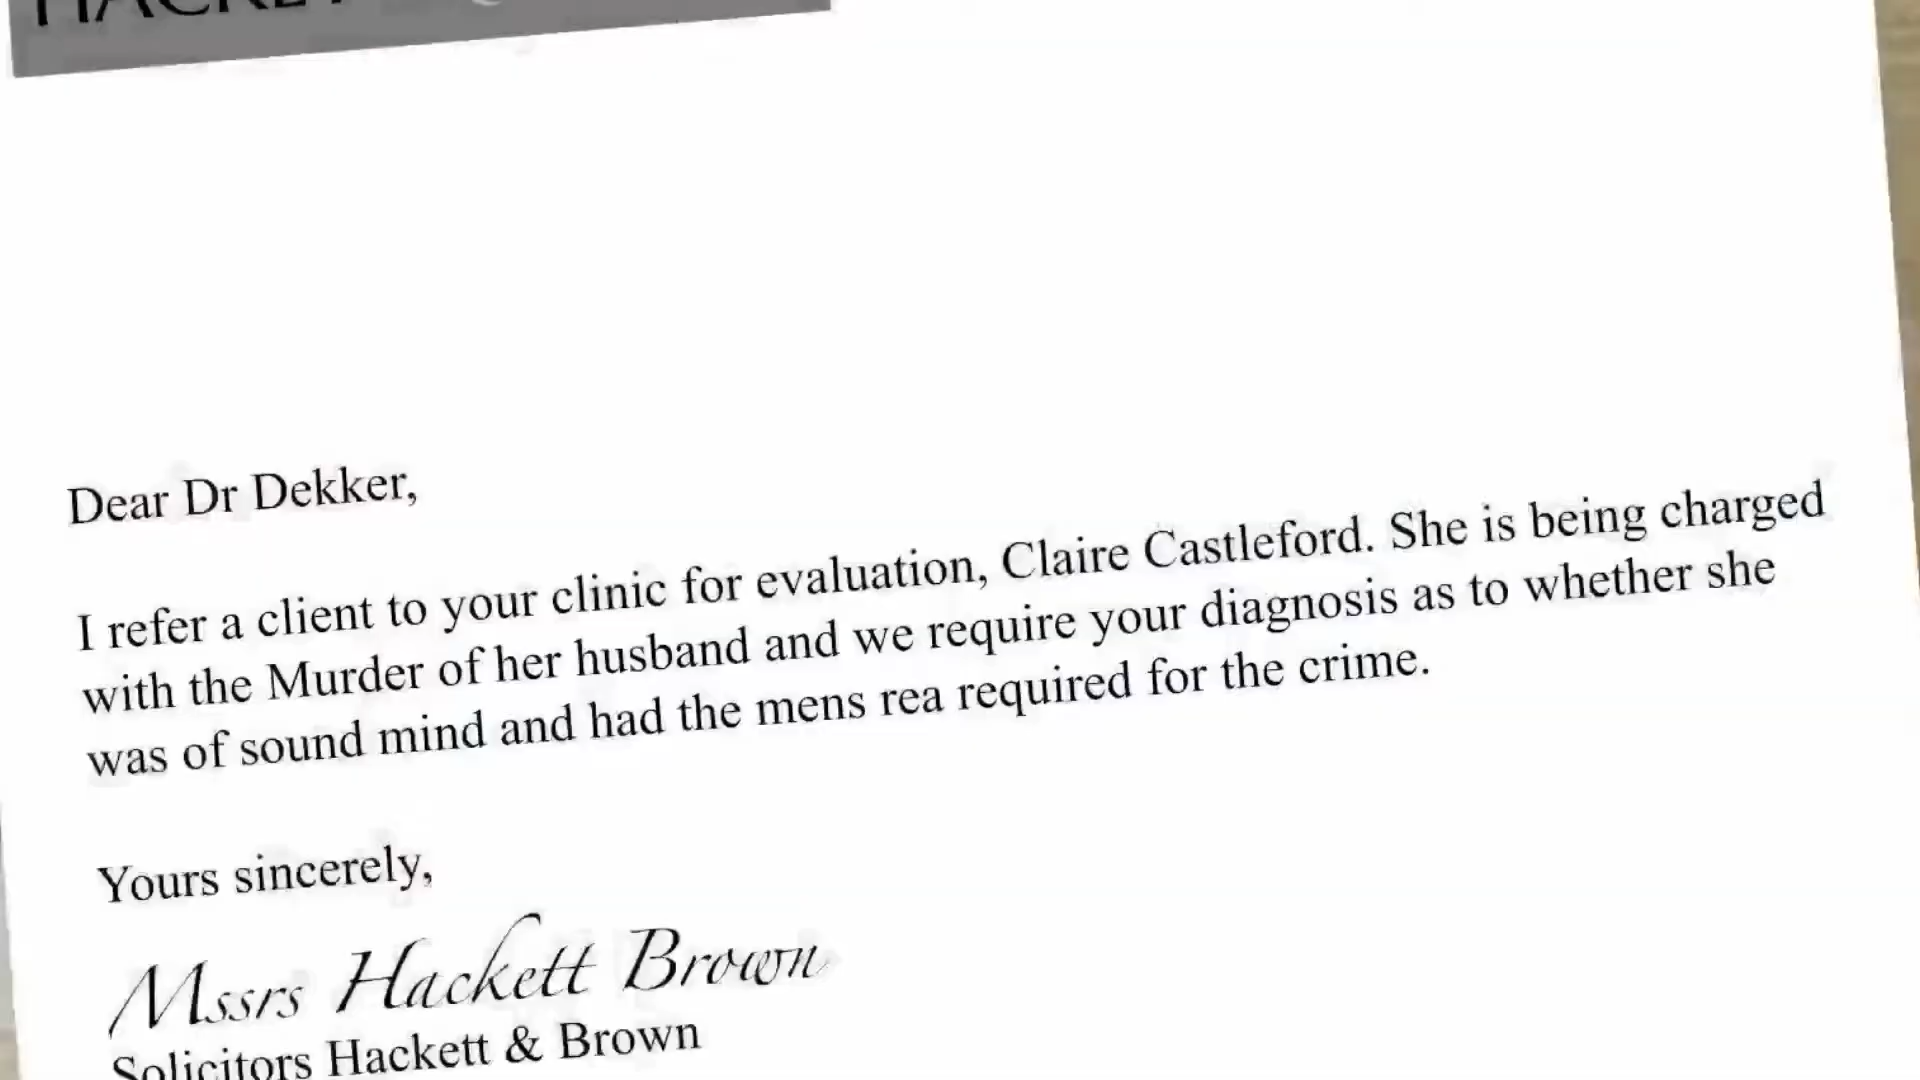 Dear Dr Dekker,
I refer a client to your clinic for evaluation, Claire Castleford. She is being charged
with the Murder of her husband and we require your diagnosis as to whether she
was of sound mind and had the mens rea required for the crime.
Yours sincerely,
Mssrs Hackett Brown
Solicitors Hackett & Brown